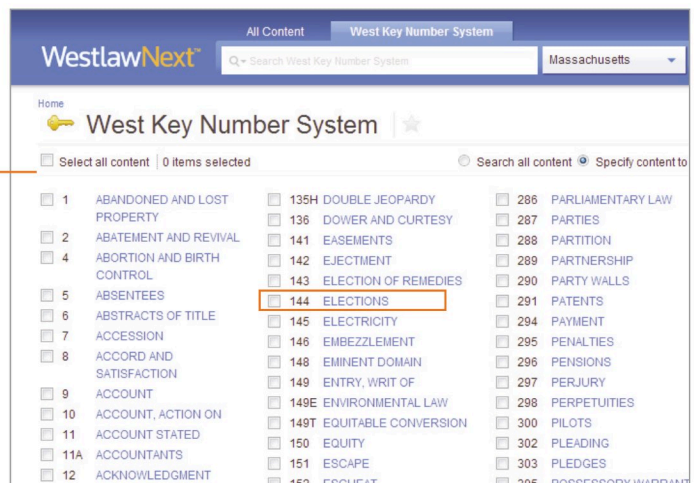 All Content West Key Number System
WestlawNext™ Search West Key Number System Massachusetts
Home
West Key Number System
Select all content 0 items selected Search all content Specify content to
1 ABANDONED AND LOST
PROPERTY
2 ABATEMENT AND REVIVAL
4 ABORTION AND BIRTH
CONTROL
5 ABSENTEES
6 ABSTRACTS OF TITLE
7 ACCESSION
8 ACCORD AND
SATISFACTION
9 ACCOUNT
10 ACCOUNT, ACTION ON
11 ACCOUNT STATED
11A ACCOUNTANTS
12 ACKNOWLEDGMENT
135H DOUBLE JEOPARDY
136 DOWER AND CURTESY
141 EASEMENTS
142 EJECTMENT
143 ELECTION OF REMEDIES
144 ELECTIONS
145 ELECTRICITY
146 EMBEZZLEMENT
148 EMINENT DOMAIN
149 ENTRY, WRIT OF
149E ENVIRONMENTAL LAW
149T EQUITABLE CONVERSION
150 EQUITY
151 ESCAPE
152 ESCHEAT
286 PARLIAMENTARY LAW
287 PARTIES
288 PARTITION
289 PARTNERSHIP
290 PARTY WALLS
291 PATENTS
294 PAYMENT
295 PENALTIES
296 PENSIONS
297 PERJURY
298 PERPETUITIES
300 PILOTS
302 PLEADING
303 PLEDGES
305 POSSESSORY WARRANT